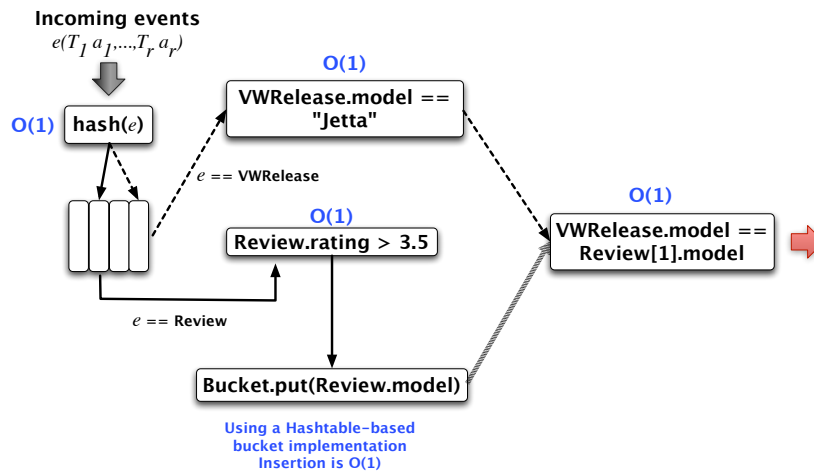 Incoming events
e(T1 a1,...,Tr ar)
O(1)
hash(e)
O(1)
VWRelease.model ==
"Jetta"
e == VWRelease
O(1)
Review.rating > 3.5
e == Review
O(1)
VWRelease.model ==
Review[1].model
Bucket.put(Review.model)
Using a Hashtable-based
bucket implementation
Insertion is O(1)